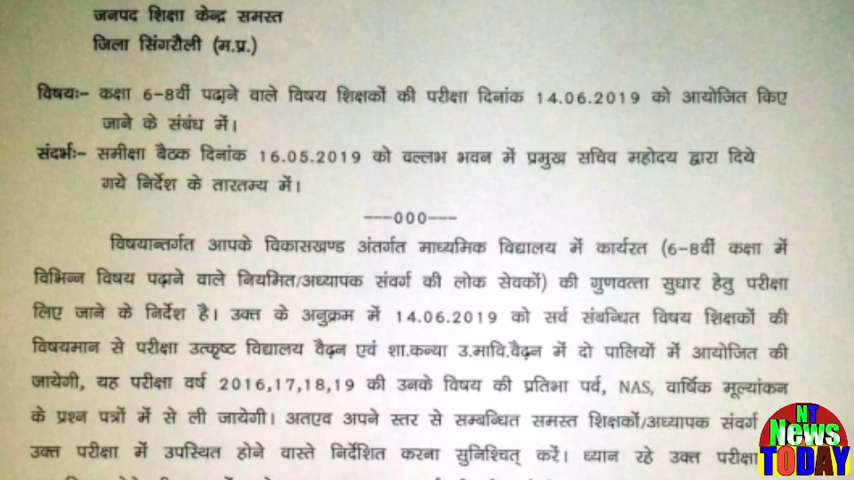 जनपद शिक्षा केन्द्र समस्त
जिला सिंगरौली (म.प्र.)
विषयः- कक्षा 6-8वीं पढाने वाले विषय शिक्षकों की परीक्षा दिनांक 14.06.2019 को आयोजित किए
जाने के संबंध में।
संदर्भः- समीक्षा बैठक दिनांक 16.05.2019 को वल्लभ भवन में प्रमुख सचिव महोदय द्वारा दिये
गये निर्देश के तारतम्य में।
---000---
विषयान्तर्गत आपके विकासखण्ड अंतर्गत माध्यमिक विद्यालय में कार्यरत (6-8वीं कक्षा में
विभिन्न विषय पढ़ाने वाले नियमित/अध्यापक संवर्ग की लोक सेवकों) की गुणवत्ता सुधार हेतु परीक्षा
लिए जाने के निर्देश है। उक्त के अनुक्रम में 14.06.2019 को सर्व संबन्धित विषय शिक्षकों की
विषयमान से परीक्षा उत्कृष्ट विद्यालय वैढ़न एवं शा.कन्या उ.मावि.वैढ़न में दो पालियों में आयोजित की
जायेगी, यह परीक्षा वर्ष 2016,17,18,19 की उनके विषय की प्रतिभा पर्व, NAS, वार्षिक मूल्यांकन
के प्रश्न पत्रों में से ली जायेगी। अतएव अपने स्तर से सम्बन्धित समस्त शिक्षकों/अध्यापक संवर्ग
उक्त परीक्षा में उपस्थित होने वास्ते निर्देशित करना सुनिश्चित् करें। ध्यान रहे उक्त परीक्षा
NT
News
TODAY